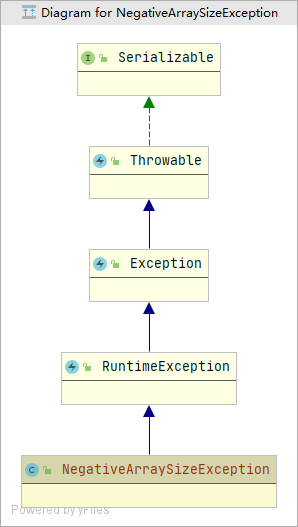 Diagram for NegativeArraySizeException
I Serializable
Throwable
Exception
RuntimeException
C NegativeArraySizeException
Powered by yFiles